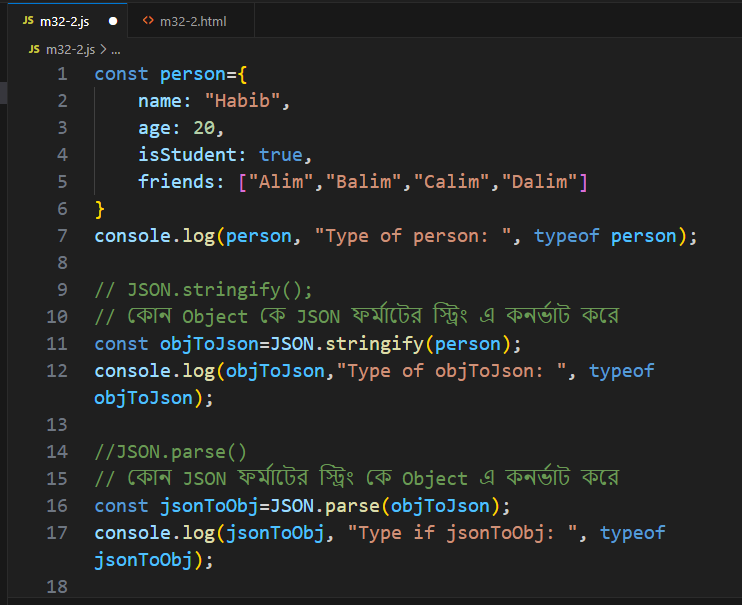 JS m32-2.js ● <> m32-2.html
JS m32-2.js > ...
1 const person={
2 name: "Habib",
3 age: 20,
4 isStudent: true,
5 friends: ["Alim","Balim","Calim","Dalim"]
6 }
7 console.log(person, "Type of person: ", typeof person);
8
9 // JSON.stringify();
10 // কোন Object কে JSON ফর্মাটের স্ট্রিং এ কনর্ভাট করে
11 const objToJson=JSON.stringify(person);
12 console.log(objToJson,"Type of objToJson: ", typeof
objToJson);
13
14 //JSON.parse()
15 // কোন JSON ফর্মাটের স্ট্রিং কে Object এ কনর্ভাট করে
16 const jsonToObj=JSON.parse(objToJson);
17 console.log(jsonToObj, "Type if jsonToObj: ", typeof
jsonToObj);
18